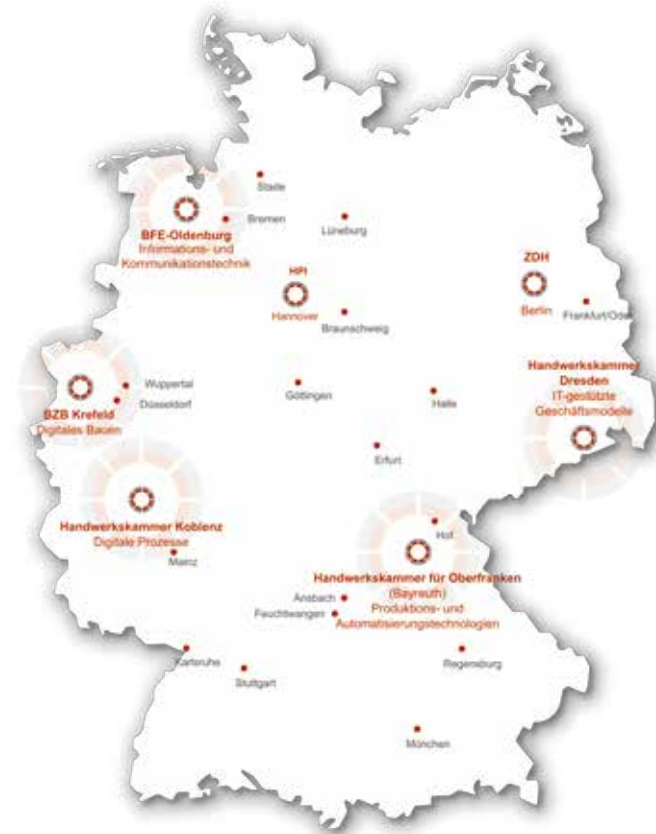 Stade
Bremen
Lüneburg
BFE-Oldenburg
Informations- und
Kommunikationstechnik
HPI
Hannover
ZDH
Berlin
Frankfurt/Oder
Braunschweig
Handwerkskammer
Dresden
IT-gestützte
Geschäftsmodelle
Wuppertal
Düsseldorf
BZB Krefeld
Digitales Bauen
Göttingen
Halle
Erfurt
Handwerkskammer Koblenz
Digitale Prozesse
Mainz
Hof
Handwerkskammer für Oberfranken
(Bayreuth)
Produktions- und
Automatisierungstechnologien
Ansbach
Feuchtwangen
Karlsruhe
Stuttgart
Regensburg
München